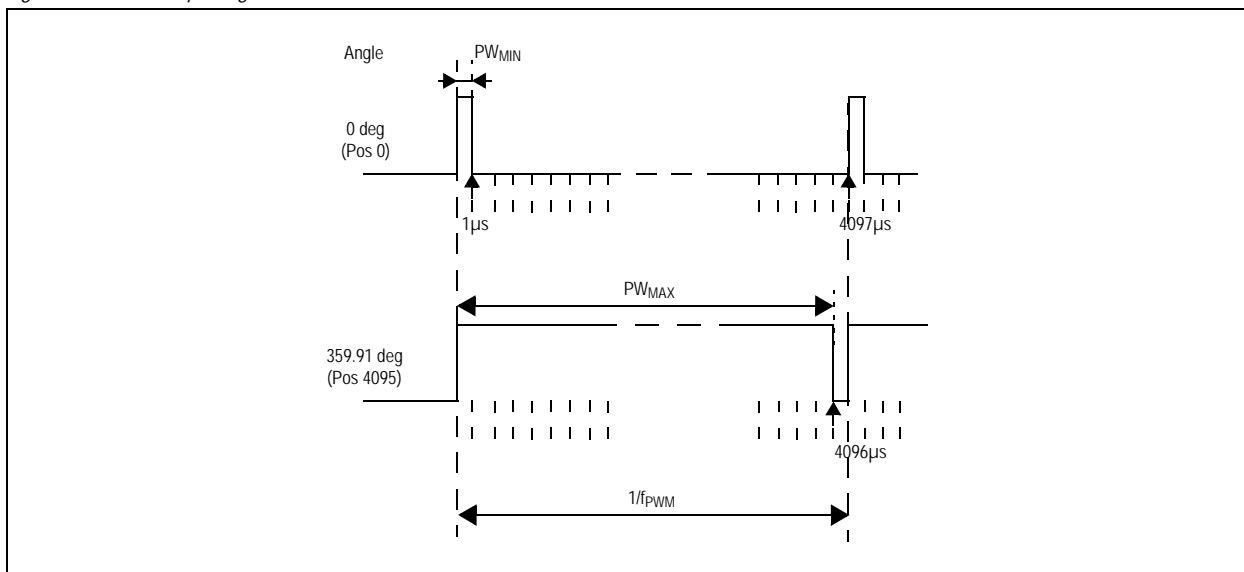 Angle
PWMIN
0 deg
(Pos 0)
1µs
4097µs
PWMAX
359.91 deg
(Pos 4095)
4096µs
1/fPWM